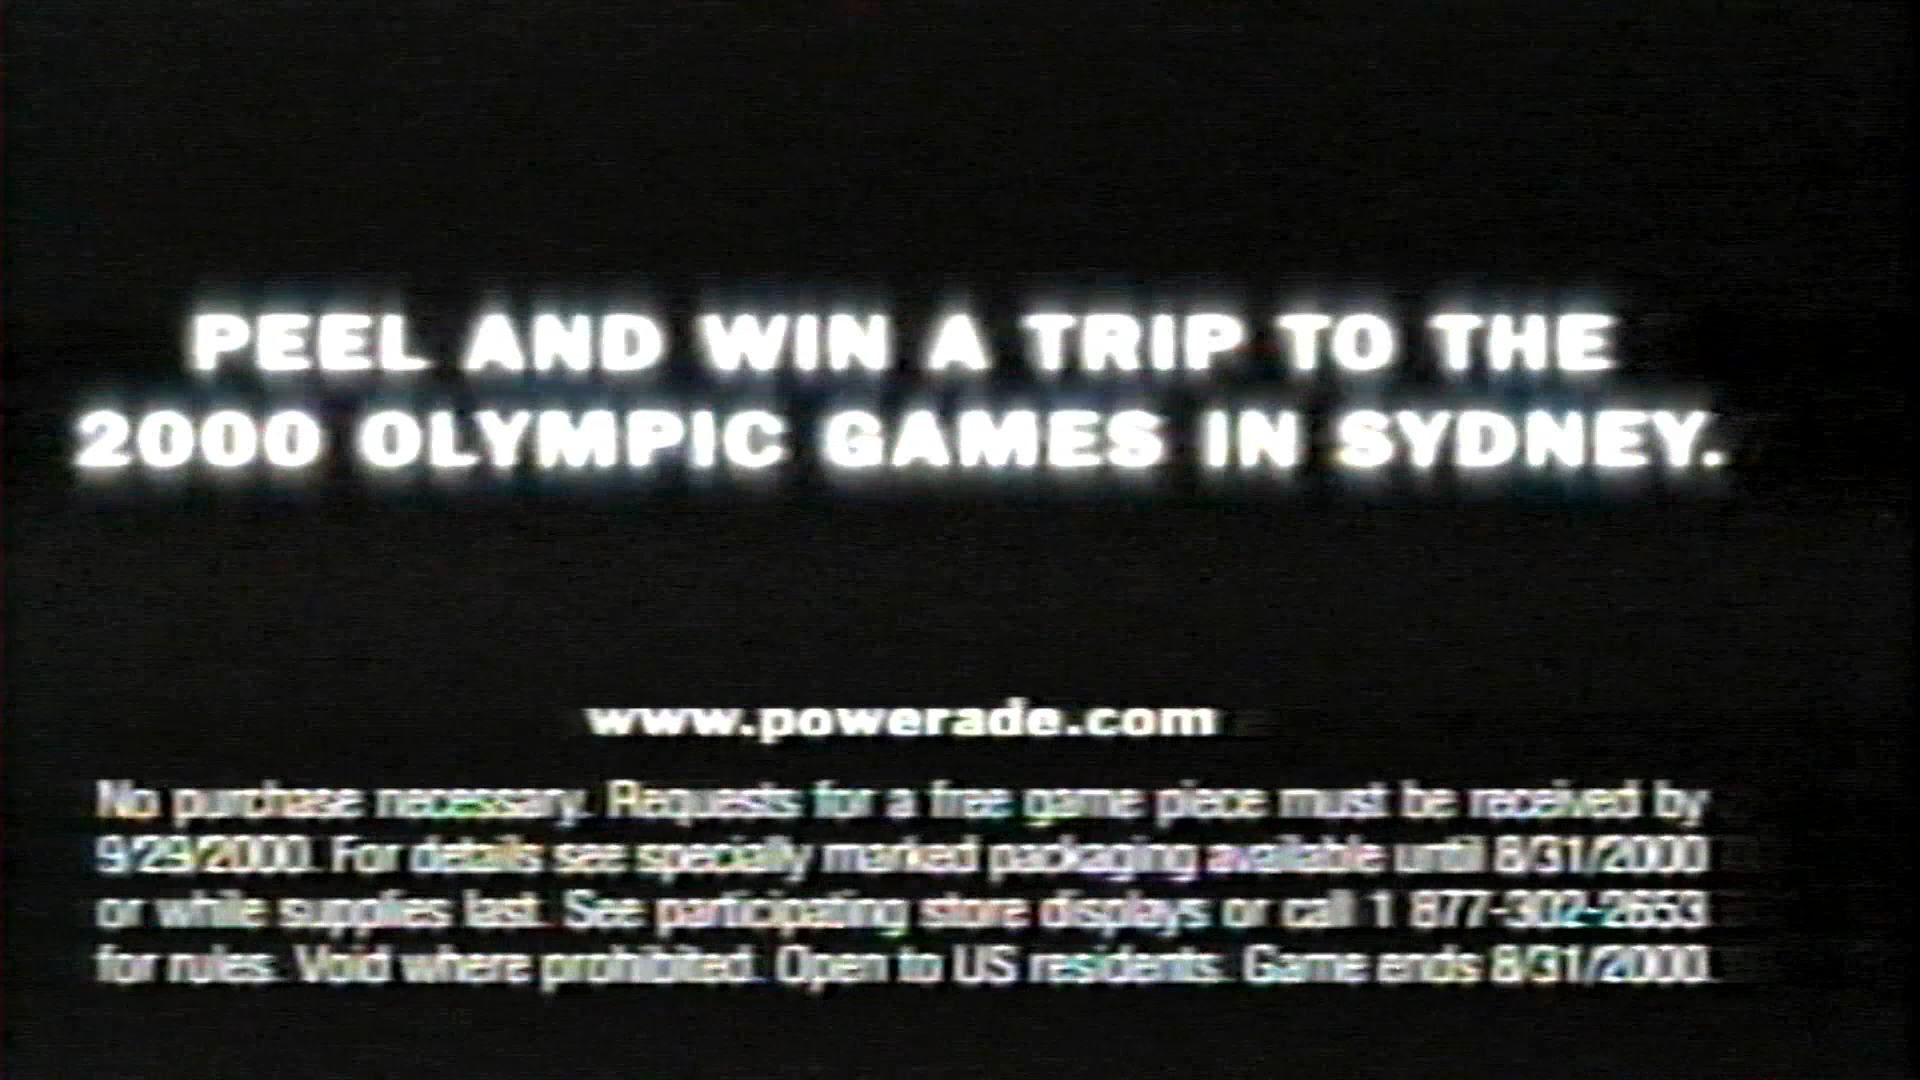 PEEL AND WIN A TRIP TO THE
2000 OLYMPIC GAMES IN SYDNEY.
www.powerade.com
No purchase necessary. Requests for a free game piece must be received by
9/29/2000. For details see specially marked packaging available until 8/31/2000
or while supplies last. See participating store displays or call 1 877-302-2653
for rules. Void where prohibited. Open to US residents. Game ends 8/31/2000.